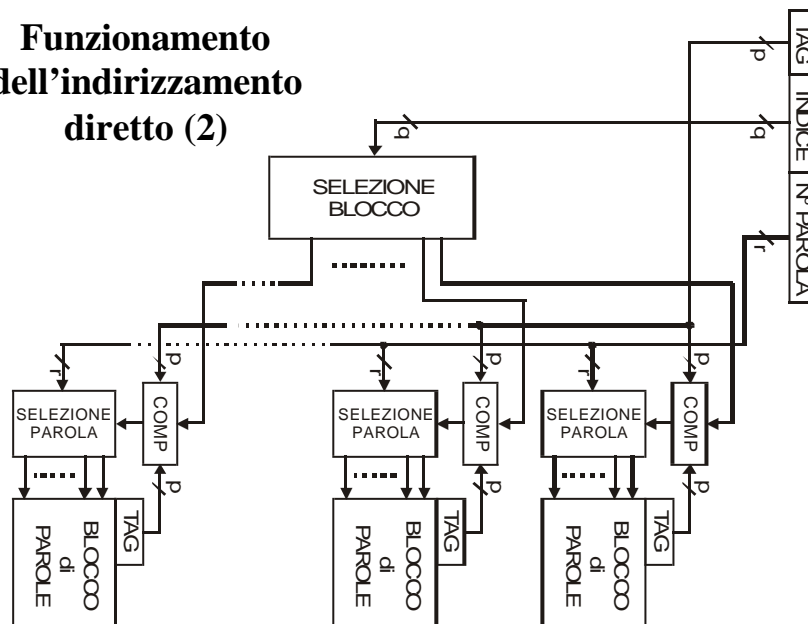 Funzionamento
dell'indirizzamento
diretto (2)
TAG
INDICE
N° PAROLA
p
q
q
r
SELEZIONE
BLOCCO
r
p
r
p
r
p
SELEZIONE
PAROLA
COMP
SELEZIONE
PAROLA
COMP
SELEZIONE
PAROLA
COMP
p
p
p
BLOCCO
di
PAROLE
TAG
BLOCCO
di
PAROLE
TAG
BLOCCO
di
PAROLE
TAG